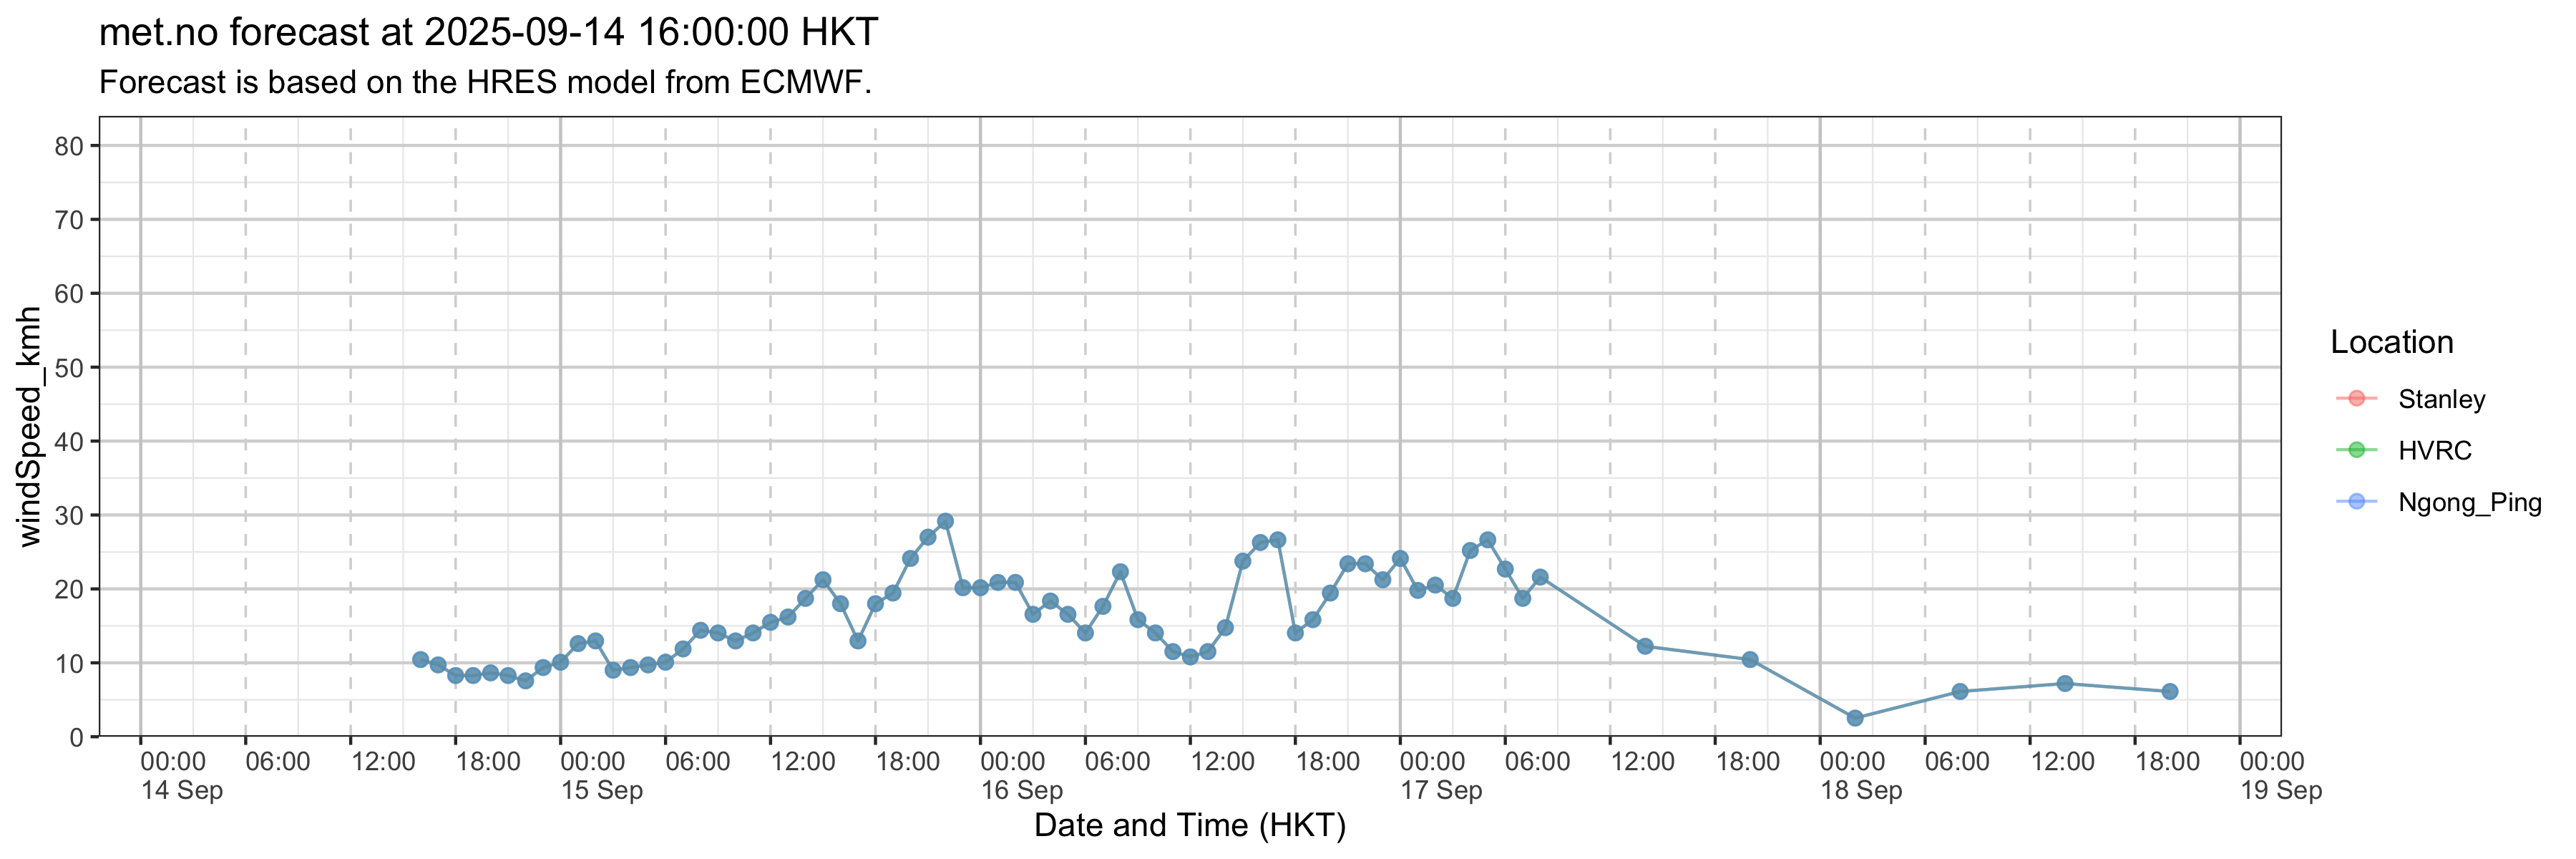 met.no forecast at 2025-09-14 16:00:00 HKT
Forecast is based on the HRES model from ECMWF.
windSpeed_kmh
80
70
60
50
40
30
20
10
0
00:00 06:00 12:00 18:00 00:00 06:00 12:00 18:00 00:00 06:00 12:00 18:00 00:00 06:00 12:00 18:00 00:00 06:00 12:00 18:00 00:00
14 Sep 15 Sep 16 Sep 17 Sep 18 Sep 19 Sep
Date and Time (HKT)
Location
Stanley
HVRC
Ngong_Ping